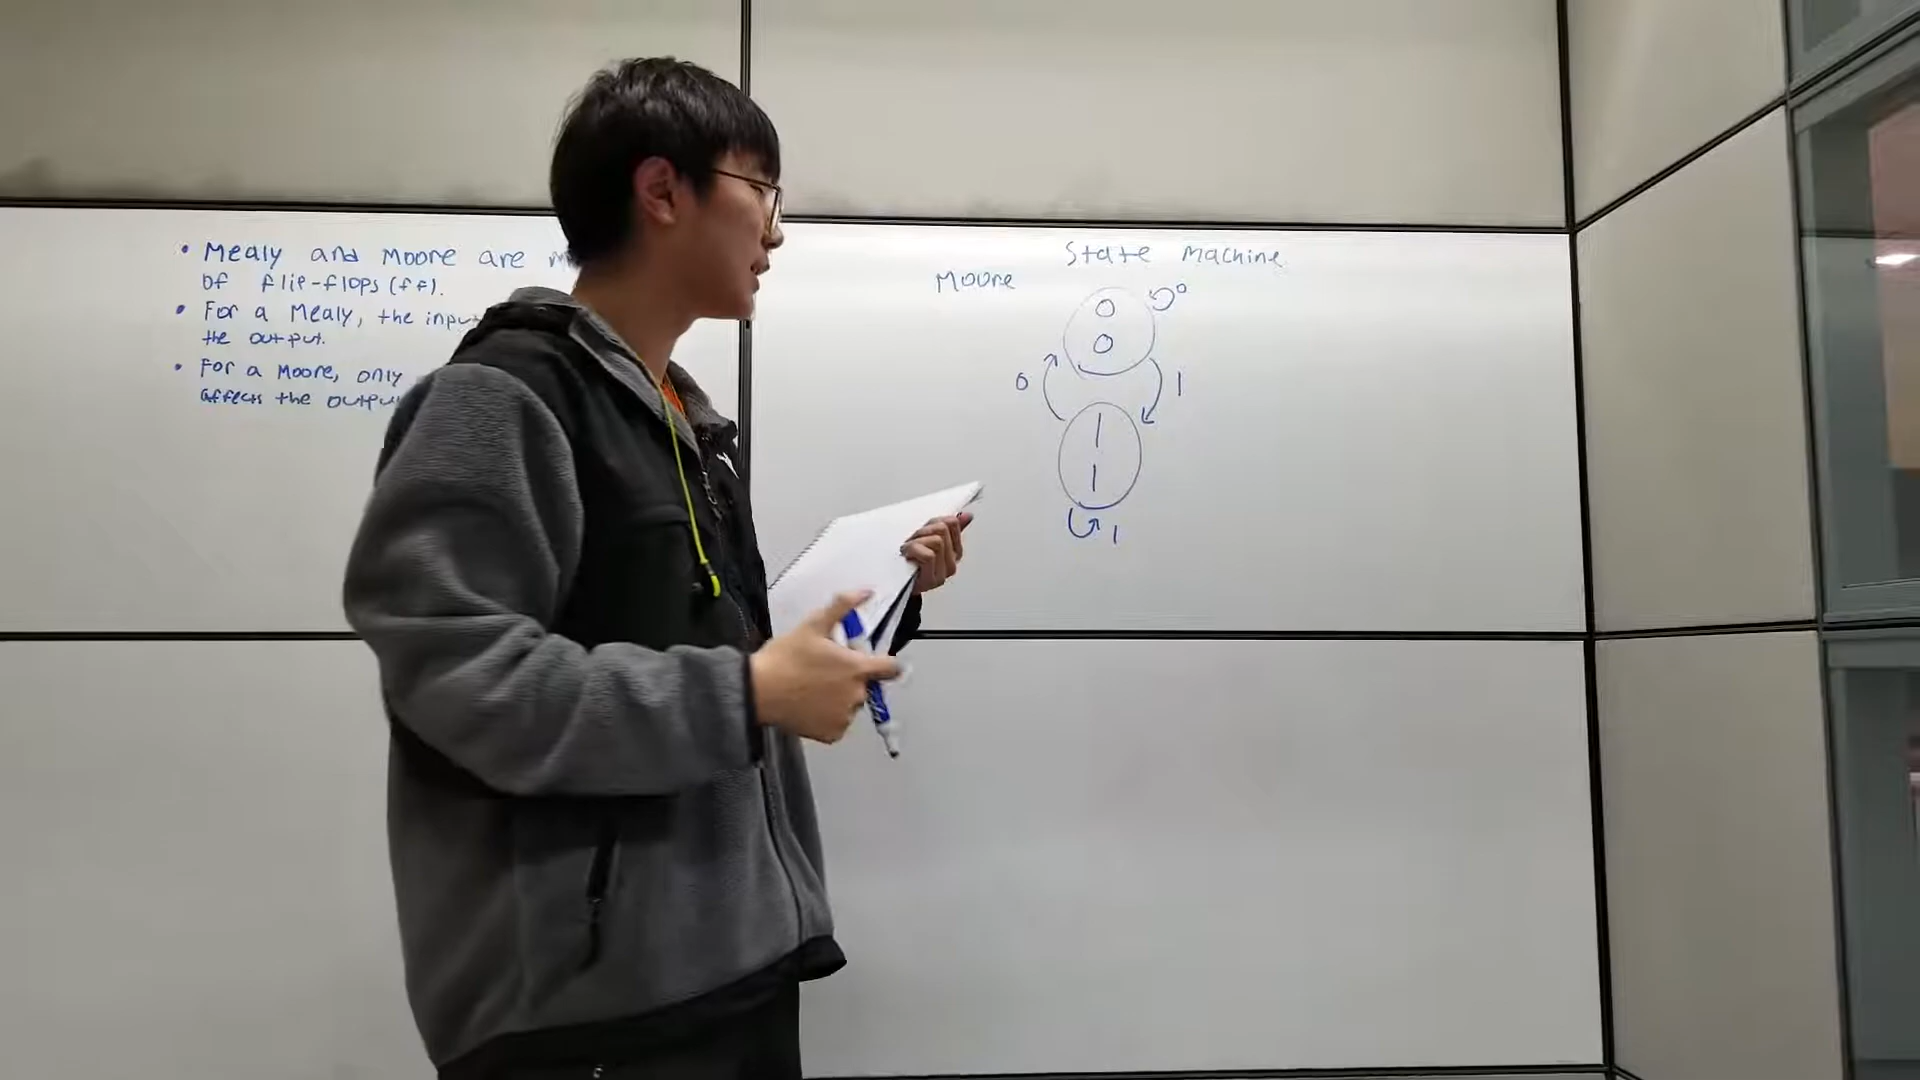 • Mealy and Moore are
of flip-flops (ff).
• For a Mealy, the
the output.
• For a Moore, only
affects the
State Machine
Moore
0
0
0
0
1
1
1
1